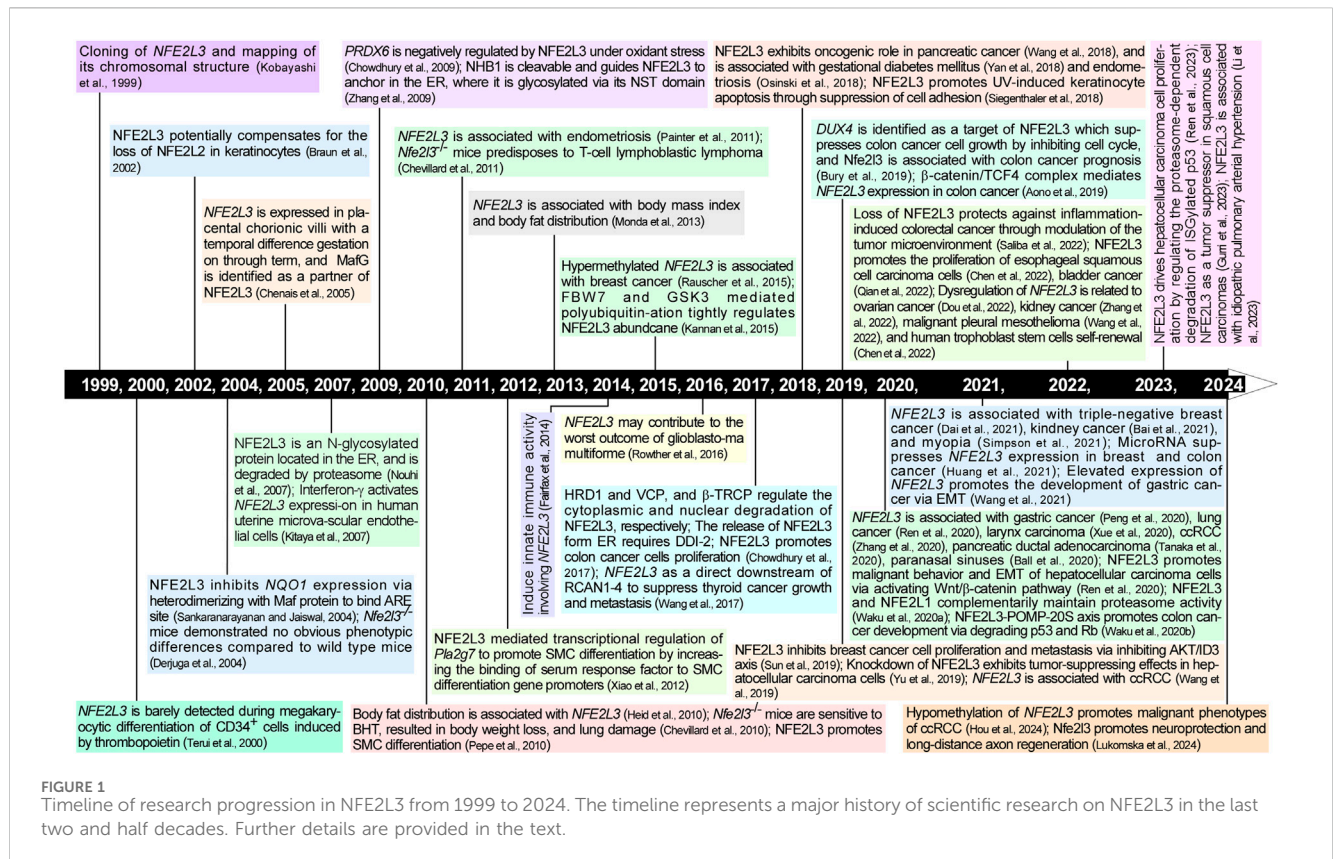 Cloning of NFE2L3 and mapping of
its chromosomal structure (Kobayashi
et al., 1999)
PRDX6 is negatively regulated by NFE2L3 under oxidant stress
(Chowdhury et al., 2009); NHB1 is cleavable and guides NFE2L3 to
anchor in the ER, where it is glycosylated via its NST domain
(Zhang et al., 2009)
NFE2L3 exhibits oncogenic role in pancreatic cancer (Wang et al., 2018), and
is associated with gestational diabetes mellitus (Yan et al., 2018) and endome-
triosis (Osinski et al., 2018); NFE2L3 promotes UV-induced keratinocyte
apoptosis through suppression of cell adhesion (Siegenthaler et al., 2018)
NFE2L3 drives hepatocellular carcinoma cell prolifer-
ation by regulating the proteasome-dependent
degradation of ISGylated p53 (Ren et al., 2023);
NFE2L3 as a tumor suppressor in squamous cell
carcinomas (Gurri et al., 2023); NFE2L3 is associated
with idiopathic pulmonary arterial hypertension (Li et
al., 2023)
NFE2L3 potentially compensates for the
loss of NFE2L2 in keratinocytes (Braun et al.,
2002)
NFE2L3 is associated with endometriosis (Painter et al., 2011);
Nfe2l3-/- mice predisposes to T-cell lymphoblastic lymphoma
(Chevillard et al., 2011)
DUX4 is identified as a target of NFE2L3 which sup-
presses colon cancer cell growth by inhibiting cell cycle,
and Nfe2l3 is associated with colon cancer prognosis
(Bury et al., 2019); β-catenin/TCF4 complex mediates
NFE2L3 expression in colon cancer (Aono et al., 2019)
NFE2L3 is expressed in pla-
cental chorionic villi with a
temporal difference gestation
on through term, and MafG
is identified as a partner of
NFE2L3 (Chenais et al., 2005)
NFE2L3 is associated with body mass index
and body fat distribution (Monda et al., 2013)
Loss of NFE2L3 protects against inflammation-
induced colorectal cancer through modulation of the
tumor microenvironment (Saliba et al., 2022); NFE2L3
promotes the proliferation of esophageal squamous
cell carcinoma cells (Chen et al., 2022), bladder cancer
(Qian et al., 2022); Dysregulation of NFE2L3 is related to
ovarian cancer (Dou et al., 2022), kidney cancer (Zhang
et al., 2022), malignant pleural mesothelioma (Wang et al.,
2022), and human trophoblast stem cells self-renewal
(Chen et al., 2022)
Hypermethylated NFE2L3 is associated
with breast cancer (Rauscher et al., 2015);
FBW7 and GSK3 mediated
polyubiquitin-ation tightly regulates
NFE2L3 abundcane (Kannan et al., 2015)
1999, 2000, 2002, 2004, 2005, 2007, 2009, 2010, 2011, 2012, 2013, 2014, 2015, 2016, 2017, 2018, 2019, 2020, 2021, 2022, 2023, 2024
NFE2L3 is an N-glycosylated
protein located in the ER, and is
degraded by proteasome (Nouhi
et al., 2007); Interferon-γ activates
NFE2L3 expressi-on in human
uterine microva-scular endothe-
lial cells (Kitaya et al., 2007)
Induce innate immune activity
involving NFE2L3 (Fairfax et al., 2014)
NFE2L3 may contribute to the
worst outcome of glioblasto-ma
multiforme (Rowther et al., 2016)
NFE2L3 is associated with triple-negative breast
cancer (Dai et al., 2021), kindney cancer (Bai et al., 2021),
and myopia (Simpson et al., 2021); MicroRNA sup-
presses NFE2L3 expression in breast and colon
cancer (Huang et al., 2021); Elevated expression of
NFE2L3 promotes the development of gastric can-
cer via EMT (Wang et al., 2021)
HRD1 and VCP, and β-TRCP regulate the
cytoplasmic and nuclear degradation of
NFE2L3, respectively; The release of NFE2L3
form ER requires DDI-2; NFE2L3 promotes
colon cancer cells proliferation (Chowdhury et al.,
2017); NFE2L3 as a direct downstream of
RCAN1-4 to suppress thyroid cancer growth
and metastasis (Wang et al., 2017)
NFE2L3 is associated with gastric cancer (Peng et al., 2020), lung
cancer (Ren et al., 2020), larynx carcinoma (Xue et al., 2020), ccRCC
(Zhang et al., 2020), pancreatic ductal adenocarcinoma (Tanaka et al.,
2020), paranasal sinuses (Ball et al., 2020); NFE2L3 promotes
malignant behavior and EMT of hepatocellular carcinoma cells
via activating Wnt/β-catenin pathway (Ren et al., 2020); NFE2L3
and NFE2L1 complementarily maintain proteasome activity
(Waku et al., 2020a); NFE2L3-POMP-20S axis promotes colon can-
cer development via degrading p53 and Rb (Waku et al., 2020b)
NFE2L3 inhibits NQO1 expression via
heterodimerizing with Maf protein to bind ARE
site (Sankaranarayanan and Jaiswal, 2004); Nfe2l3-/-
mice demonstrated no obvious phenotypic
differences compared to wild type mice
(Derjuga et al., 2004)
NFE2L3 mediated transcriptional regulation of
Pla2g7 to promote SMC differentiation by increas-
ing the binding of serum response factor to SMC
differentiation gene promoters (Xiao et al., 2012)
NFE2L3 inhibits breast cancer cell proliferation and metastasis via inhibiting AKT/ID3
axis (Sun et al., 2019); Knockdown of NFE2L3 exhibits tumor-suppressing effects in hep-
atocellular carcinoma cells (Yu et al., 2019); NFE2L3 is associated with ccRCC (Wang et
al., 2019)
NFE2L3 is barely detected during megakary-
ocytic differentiation of CD34+ cells induced
by thrombopoietin (Terui et al., 2000)
Body fat distribution is associated with NFE2L3 (Heid et al., 2010); Nfe2l3-/- mice are sensitive to
BHT, resulted in body weight loss, and lung damage (Chevillard et al., 2010); NFE2L3 promotes
SMC differentiation (Pepe et al., 2010)
Hypomethylation of NFE2L3 promotes malignant phenotypes
of ccRCC (Hou et al., 2024); Nfe2l3 promotes neuroprotection and
long-distance axon regeneration (Lukomska et al., 2024)
FIGURE 1
Timeline of research progression in NFE2L3 from 1999 to 2024. The timeline represents a major history of scientific research on NFE2L3 in the last
two and half decades. Further details are provided in the text.